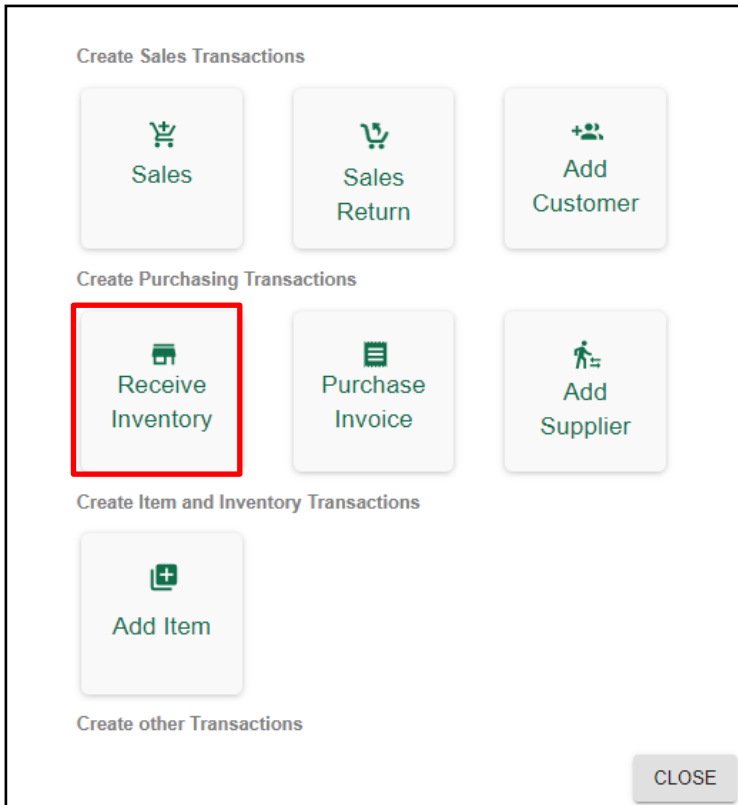 Create Sales Transactions
Sales
Sales
Return
Add
Customer
Create Purchasing Transactions
Receive
Inventory
Purchase
Invoice
Add
Supplier
Create Item and Inventory Transactions
Add Item
Create other Transactions
CLOSE